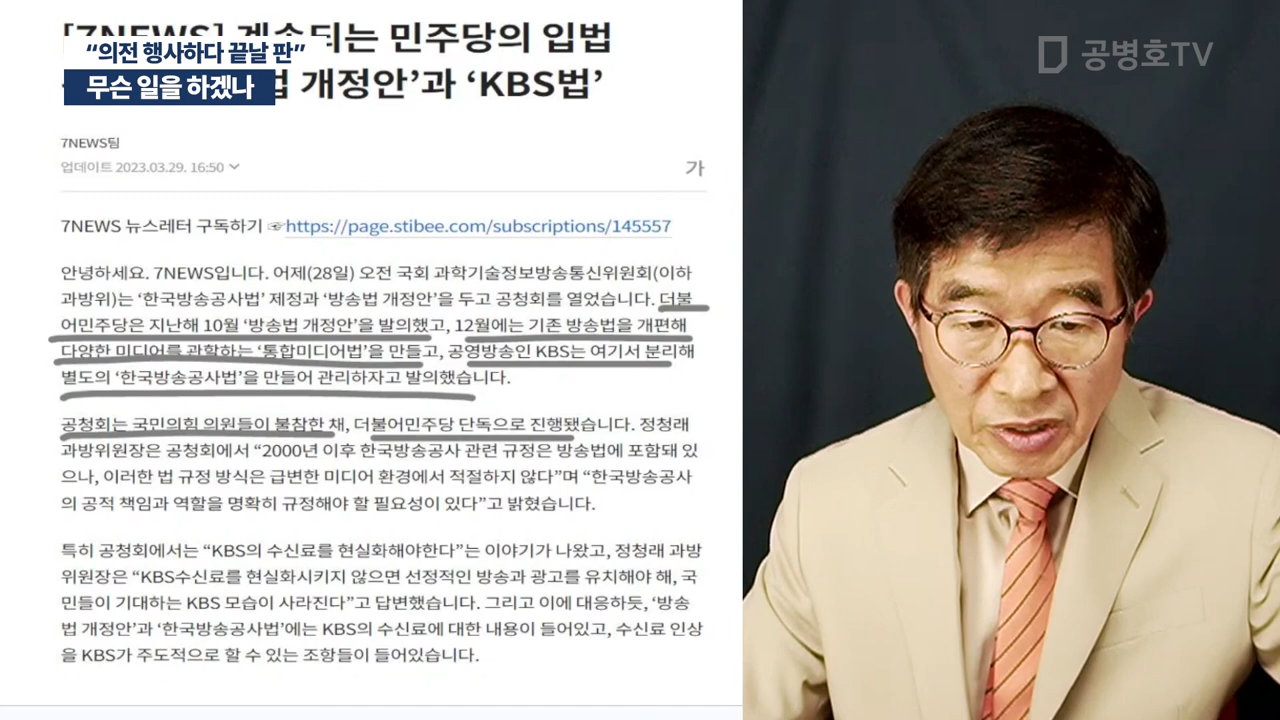 [7NEWS] 계속되는 민주당의 입법
“의전 행사하다 끝날 판”
무슨 일을 하겠나
법 개정안’과 ‘KBS법’
공병호TV
7NEWS팀
업데이트 2023.03.29. 16:50
가
7NEWS 뉴스레터 구독하기 ☞https://page.stibee.com/subscriptions/145557
안녕하세요. 7NEWS입니다. 어제(28일) 오전 국회 과학기술정보방송통신위원회(이하
과방위)는 ‘한국방송공사법’ 제정과 ‘방송법 개정안’을 두고 공청회를 열었습니다. 더불
어민주당은 지난해 10월 ‘방송법 개정안’을 발의했고, 12월에는 기존 방송법을 개편해
다양한 미디어를 관할하는 ‘통합미디어법’을 만들고, 공영방송인 KBS는 여기서 분리해
별도의 ‘한국방송공사법’을 만들어 관리하자고 발의했습니다.
공청회는 국민의힘 의원들이 불참한 채, 더불어민주당 단독으로 진행됐습니다. 정청래
과방위원장은 공청회에서 “2000년 이후 한국방송공사 관련 규정은 방송법에 포함돼 있
으나, 이러한 법 규정 방식은 급변한 미디어 환경에서 적절하지 않다”며 “한국방송공사
의 공적 책임과 역할을 명확히 규정해야 할 필요성이 있다”고 밝혔습니다.
특히 공청회에서는 “KBS의 수신료를 현실화해야한다”는 이야기가 나왔고, 정청래 과방
위원장은 “KBS수신료를 현실화시키지 않으면 선정적인 방송과 광고를 유치해야 해, 국
민들이 기대하는 KBS 모습이 사라진다”고 답변했습니다. 그리고 이에 대응하듯, ‘방송
법 개정안’과 ‘한국방송공사법’에는 KBS의 수신료에 대한 내용이 들어있고, 수신료 인상
을 KBS가 주도적으로 할 수 있는 조항들이 들어있습니다.